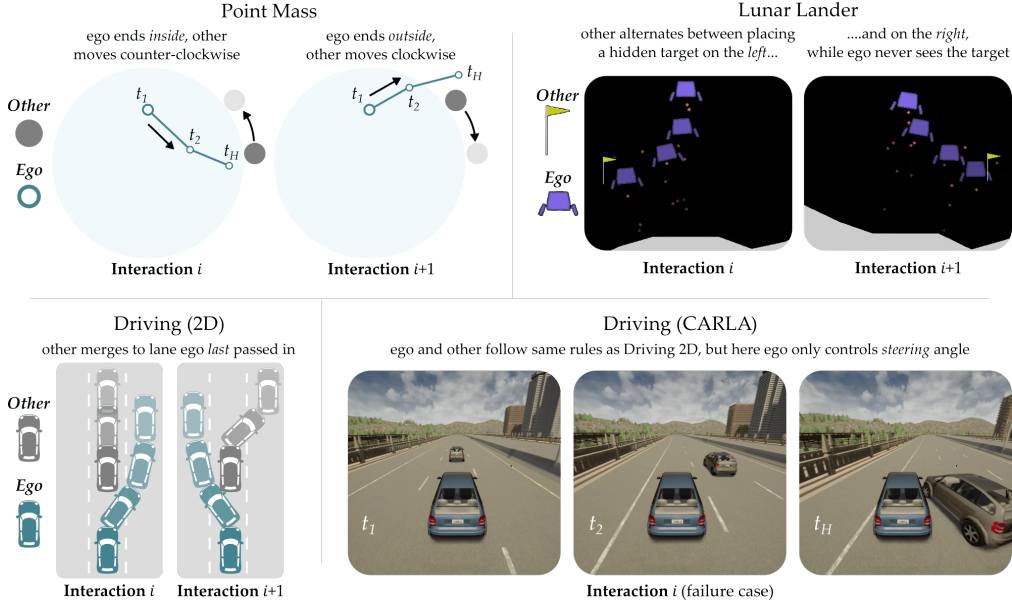 Point Mass
ego ends inside, other
moves counter-clockwise
ego ends outside,
other moves clockwise
Other
Ego
t1
t2
tH
t1
t2
tH
Interaction i
Interaction i+1
Lunar Lander
other alternates between placing
a hidden target on the left...
....and on the right,
while ego never sees the target
Other
Ego
Interaction i
Interaction i+1
Driving (2D)
other merges to lane ego last passed in
Other
Ego
Interaction i
Interaction i+1
Driving (CARLA)
ego and other follow same rules as Driving 2D, but here ego only controls steering angle
t1
t2
tH
Interaction i (failure case)